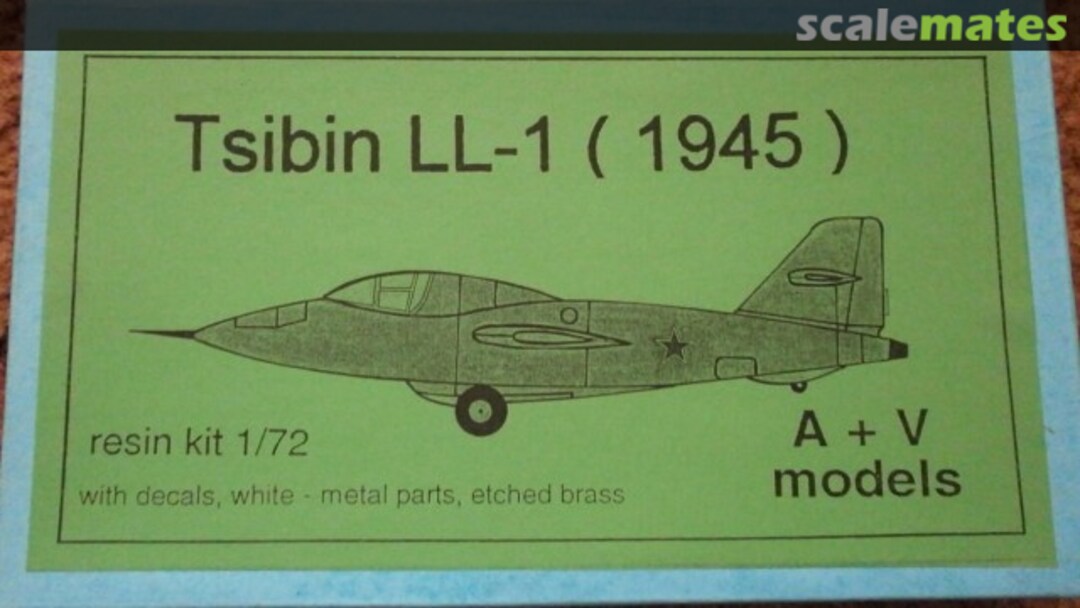 scalemates
Tsibin LL-1 ( 1945 )
resin kit 1/72
with decals, white - metal parts, etched brass
A + V
models